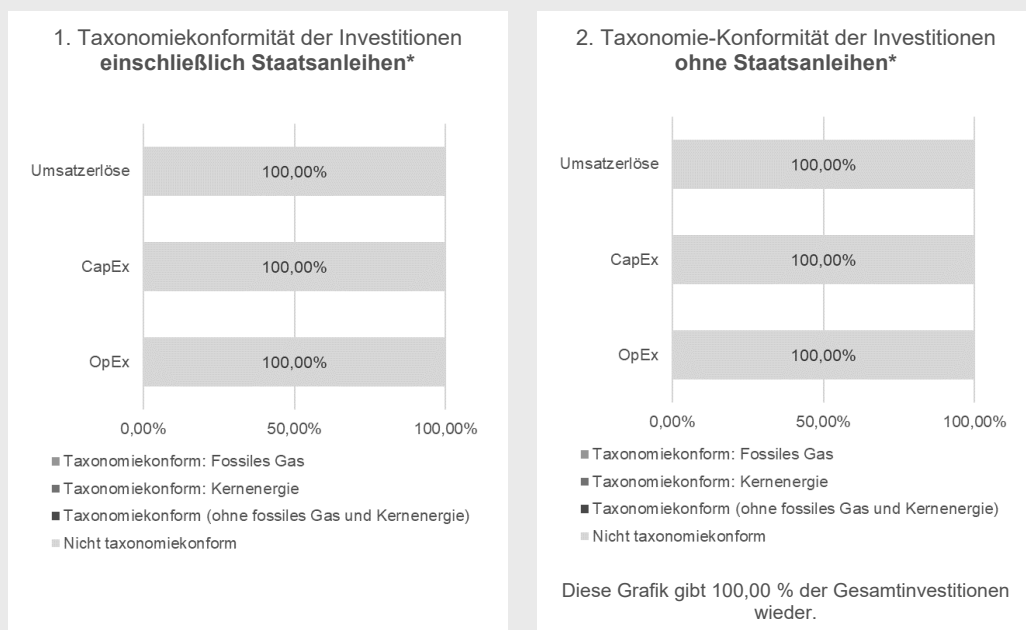 1. Taxonomiekonformität der Investitionen
einschließlich Staatsanleihen*
Umsatzerlöse
100,00%
CapEx
100,00%
OpEx
100,00%
0,00%
50,00%
100,00%
Taxonomiekonform: Fossiles Gas
Taxonomiekonform: Kernenergie
Taxonomiekonform (ohne fossiles Gas und Kernenergie)
Nicht taxonomiekonform
2. Taxonomie-Konformität der Investitionen
ohne Staatsanleihen*
Umsatzerlöse
100,00%
CapEx
100,00%
OpEx
100,00%
0,00%
50,00%
100,00%
Taxonomiekonform: Fossiles Gas
Taxonomiekonform: Kernenergie
Taxonomiekonform (ohne fossiles Gas und Kernenergie)
Nicht taxonomiekonform
Diese Grafik gibt 100,00 % der Gesamtinvestitionen
wieder.